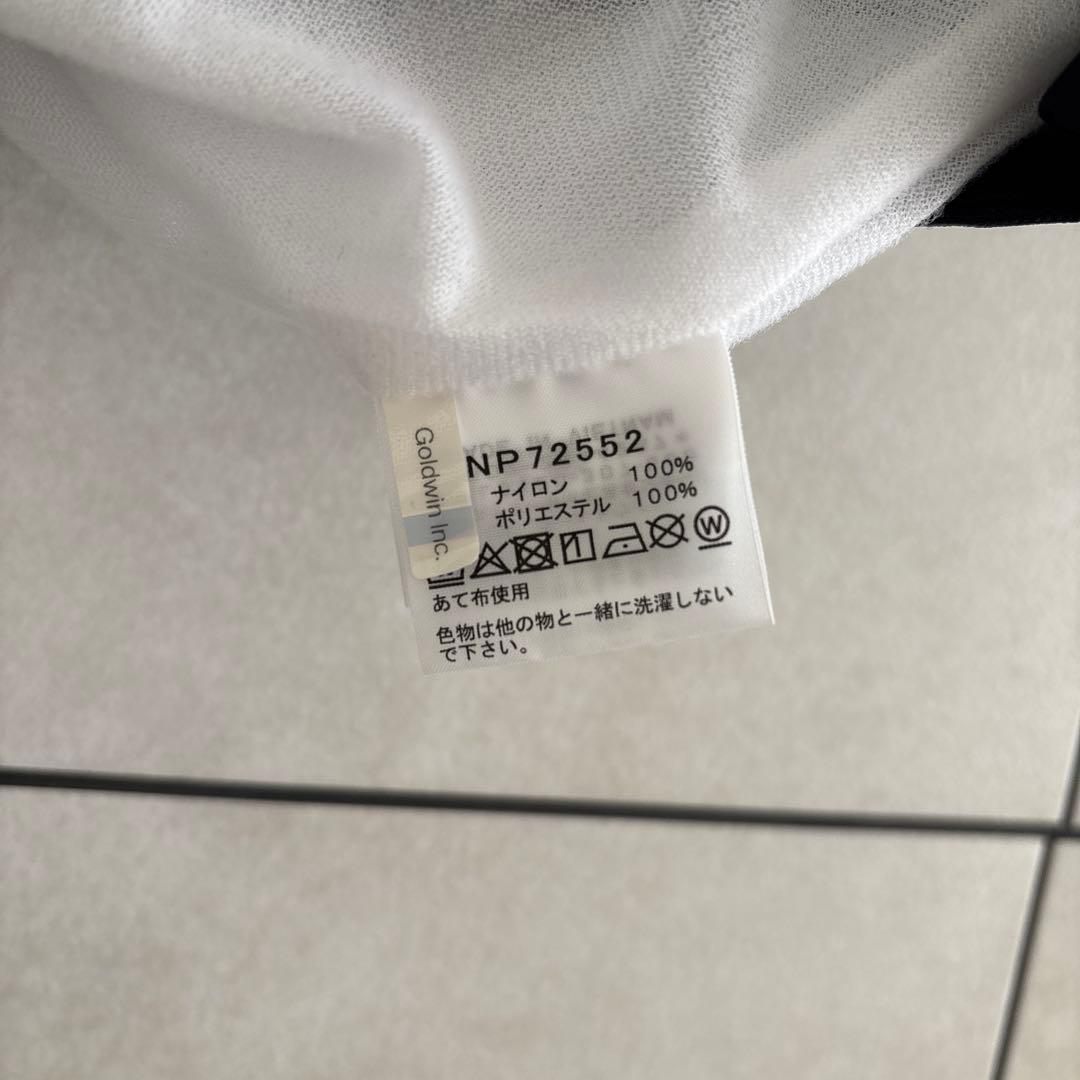 Goldwin Inc.
NP72552
ナイロン 100%
ポリエステル 100%
W
あて布使用
色物は他の物と一緒に洗濯しない
で下さい。